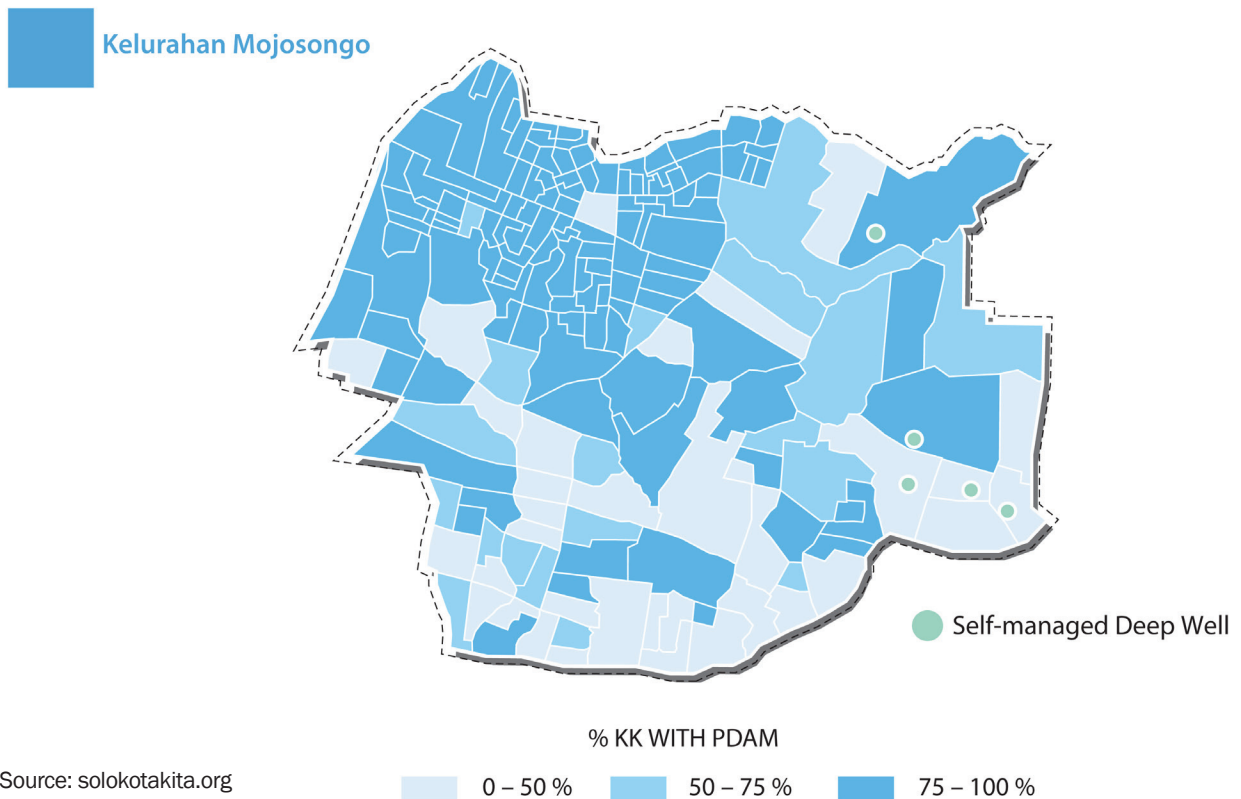 Kelurahan Mojosongo
Self-managed Deep Well
% KK WITH PDAM
Source: solokotakita.org
0 – 50 %
50 – 75 %
75 – 100 %